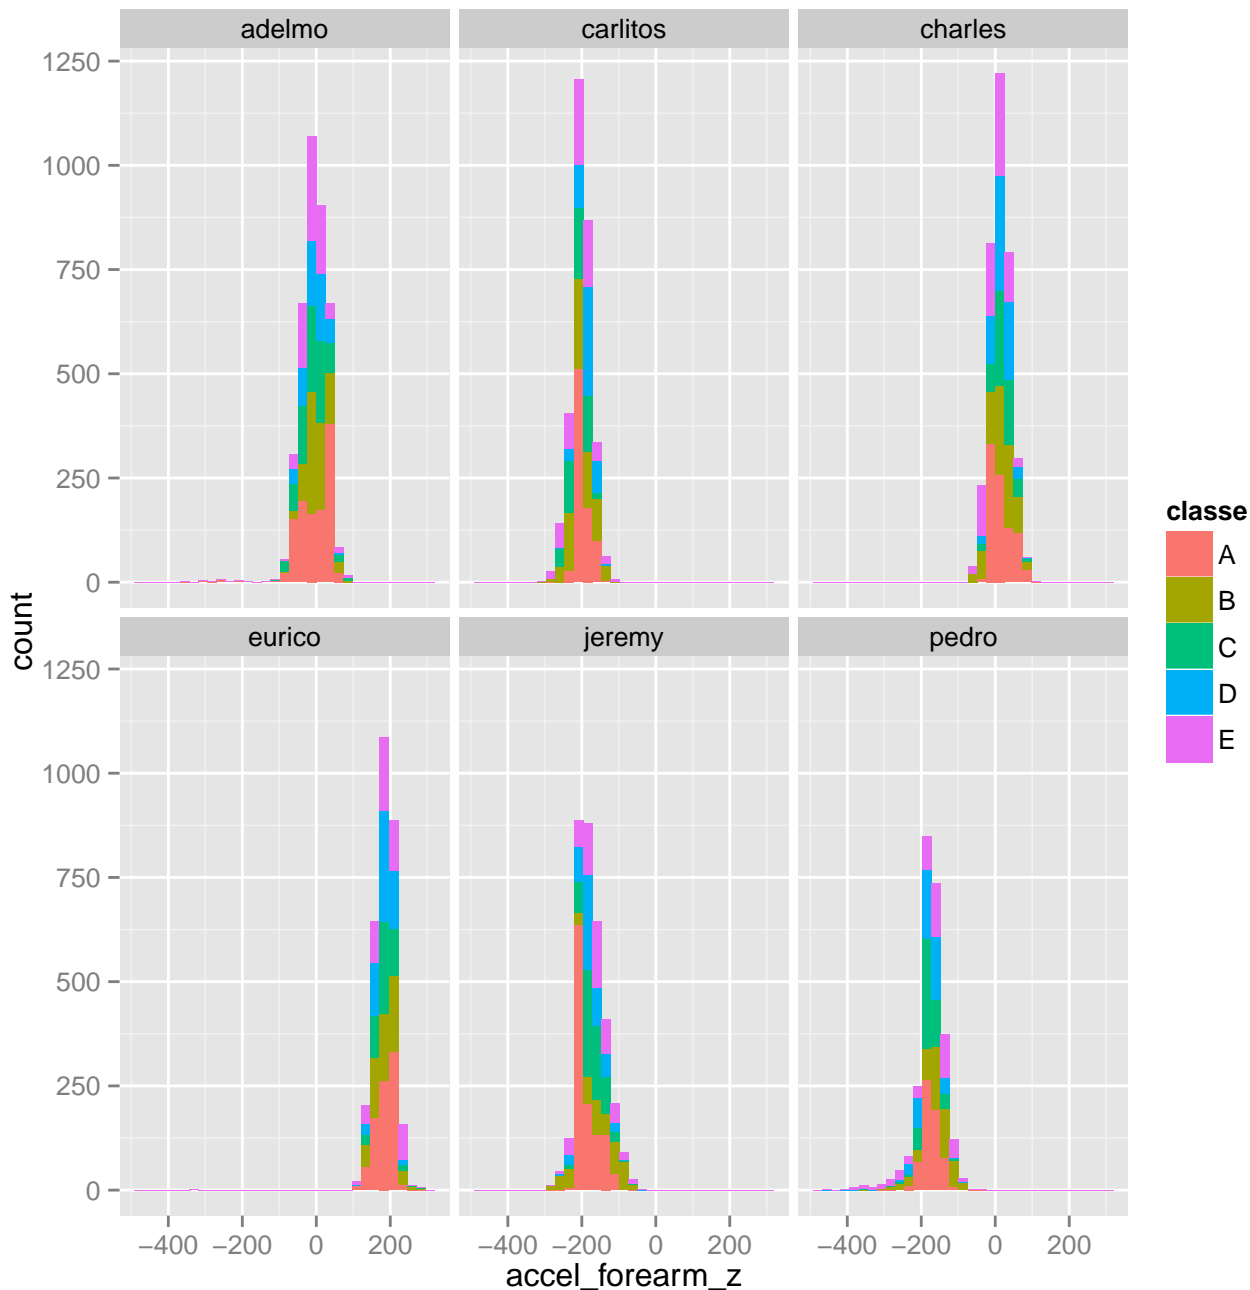 adelmo carlitos charles
1250
1000
750
500
250
0
eurico jeremy pedro
1250
1000
750
500
250
0
−400 −200 0 200 −400 −200 0 200 −400 −200 0 200
accel_forearm_z
count
classe
A
B
C
D
E